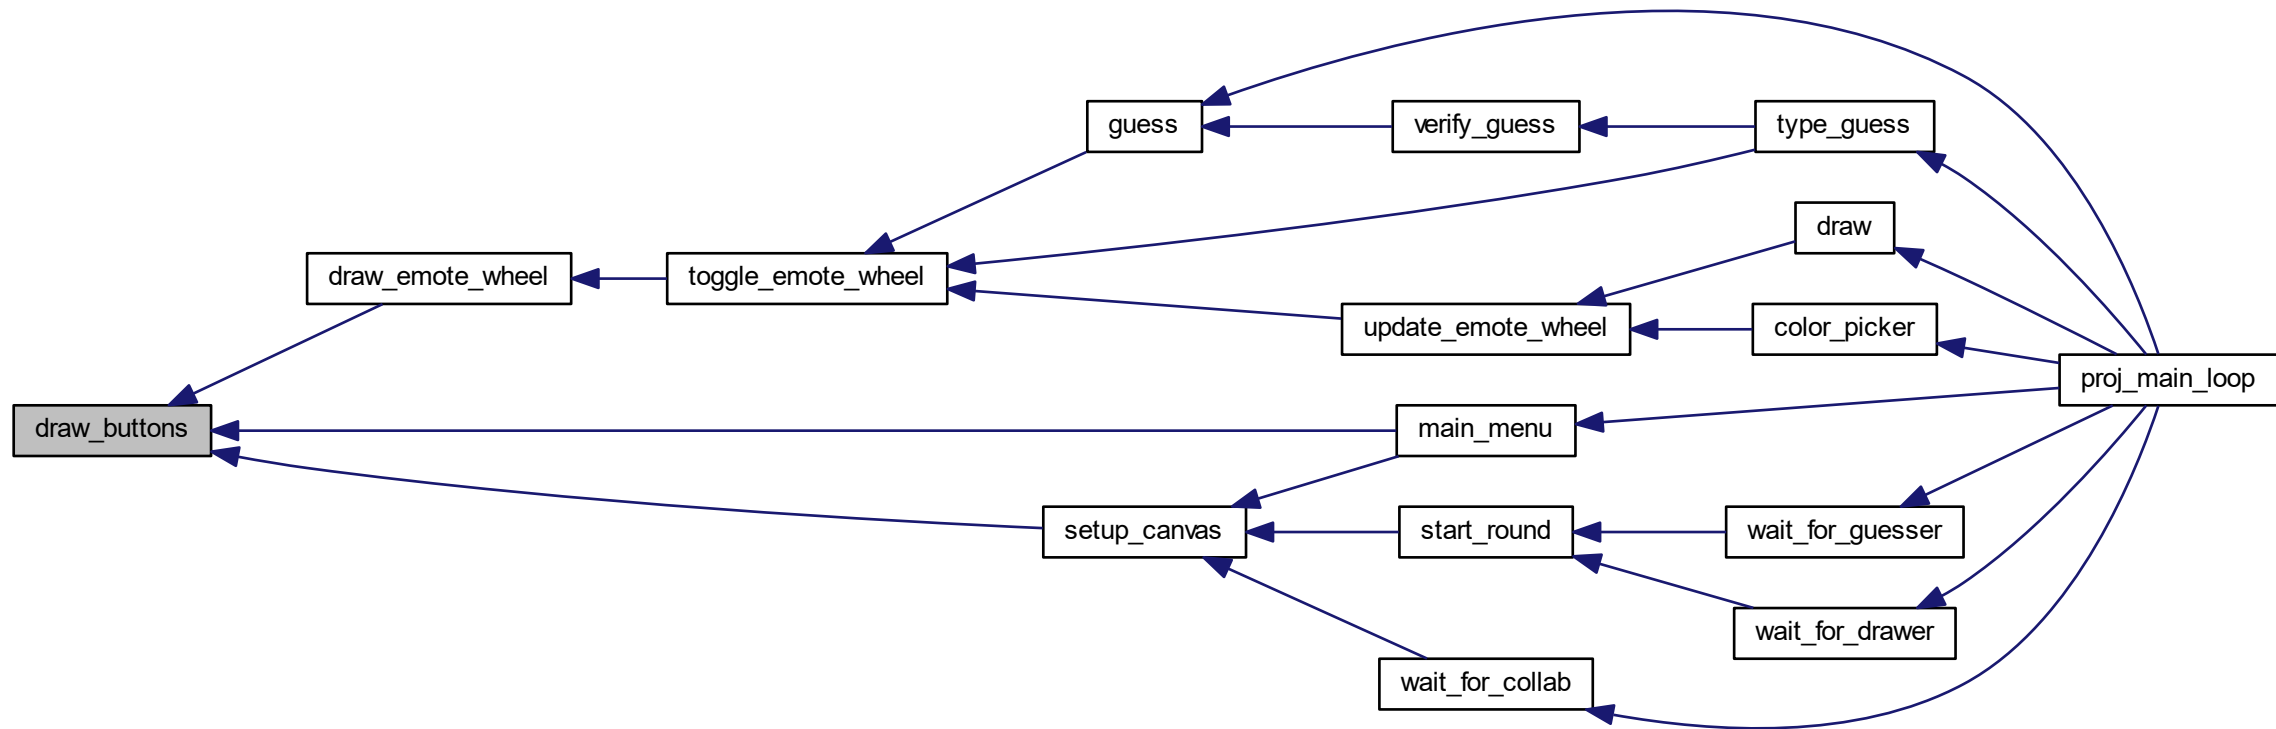 guess
verify_guess
type_guess
draw
draw_emote_wheel
toggle_emote_wheel
update_emote_wheel
color_picker
proj_main_loop
draw_buttons
main_menu
setup_canvas
start_round
wait_for_guesser
wait_for_drawer
wait_for_collab